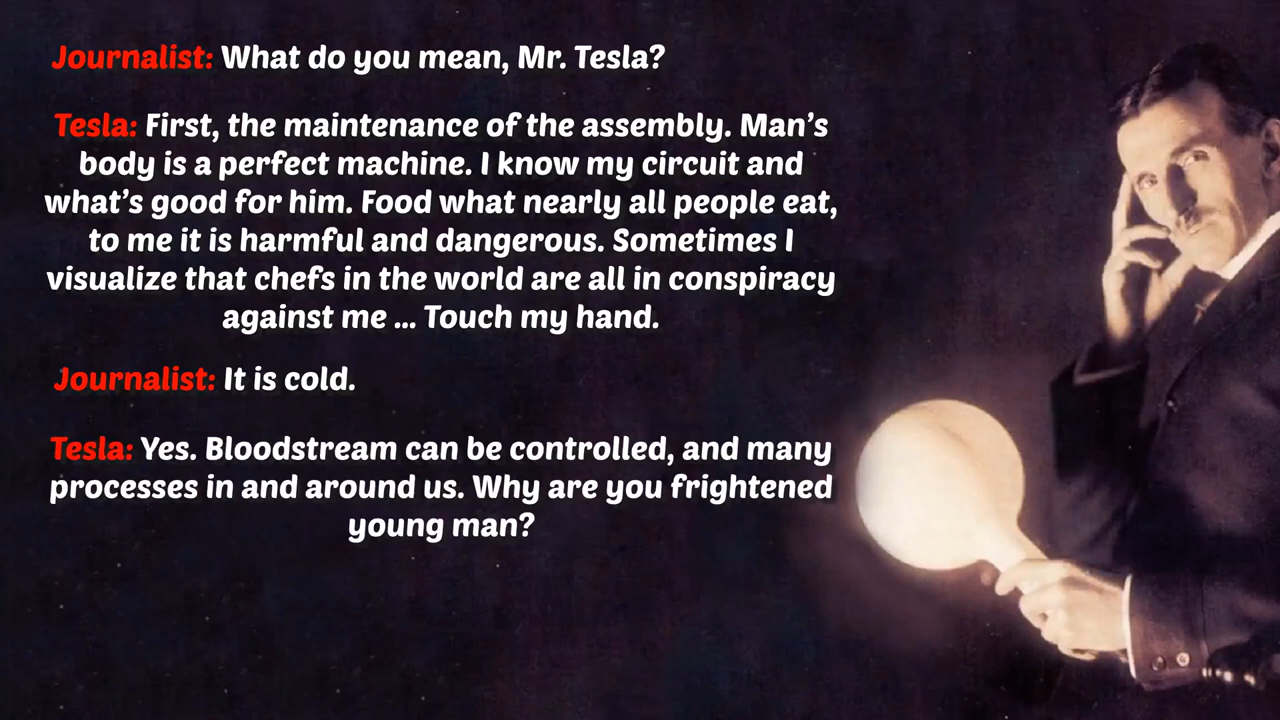 Journalist: What do you mean, Mr. Tesla?
Tesla: First, the maintenance of the assembly. Man's
body is a perfect machine. I know my circuit and
what's good for him. Food what nearly all people eat,
to me it is harmful and dangerous. Sometimes I
visualize that chefs in the world are all in conspiracy
against me ... Touch my hand.
Journalist: It is cold.
Tesla: Yes. Bloodstream can be controlled, and many
processes in and around us. Why are you frightened
young man?